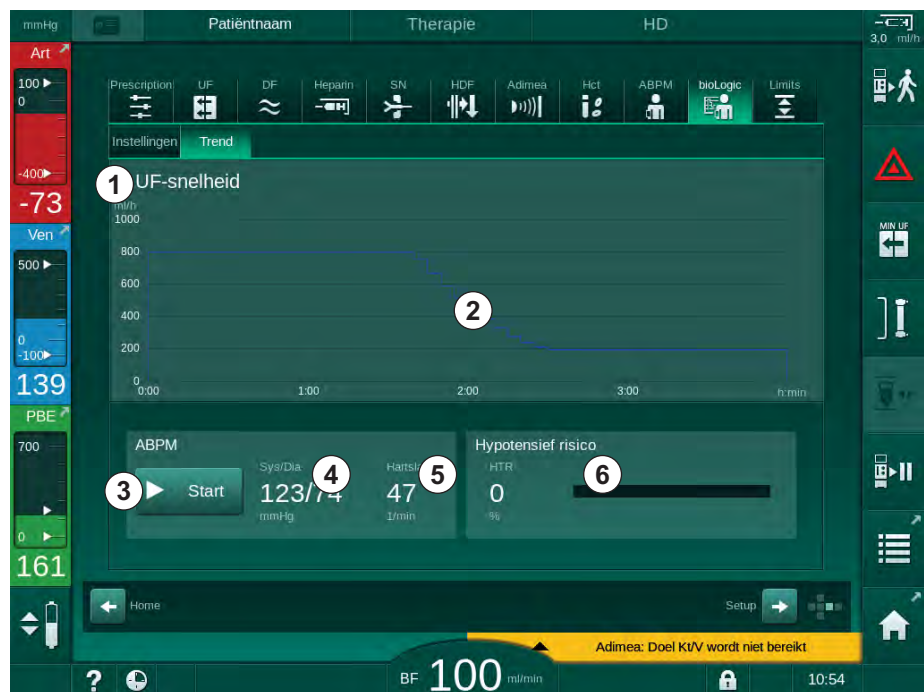 mmHg
Patiëntnaam
Therapie
HD
3,0 ml/h
Art
100
0
-400
-73
Ven
500
0
-100
139
PBE
700
0
161
Prescription
UF
DF
Heparin
SN
HDF
Adimea
Hct
ABPM
bioLogic
Limits
Instellingen
Trend
1
UF-snelheid
ml/h
1000
800
600
400
200
0
2
0:00
1:00
2:00
3:00
h:min
ABPM
3
Start
Sys/Dia
4
123/74
mmHg
5
47
1/min
Hypotensief risico
HTR
0
%
6
MIN UF
Home
Setup
Adimea: Doel Kt/V wordt niet bereikt
?
BF 100 ml/min
10:54